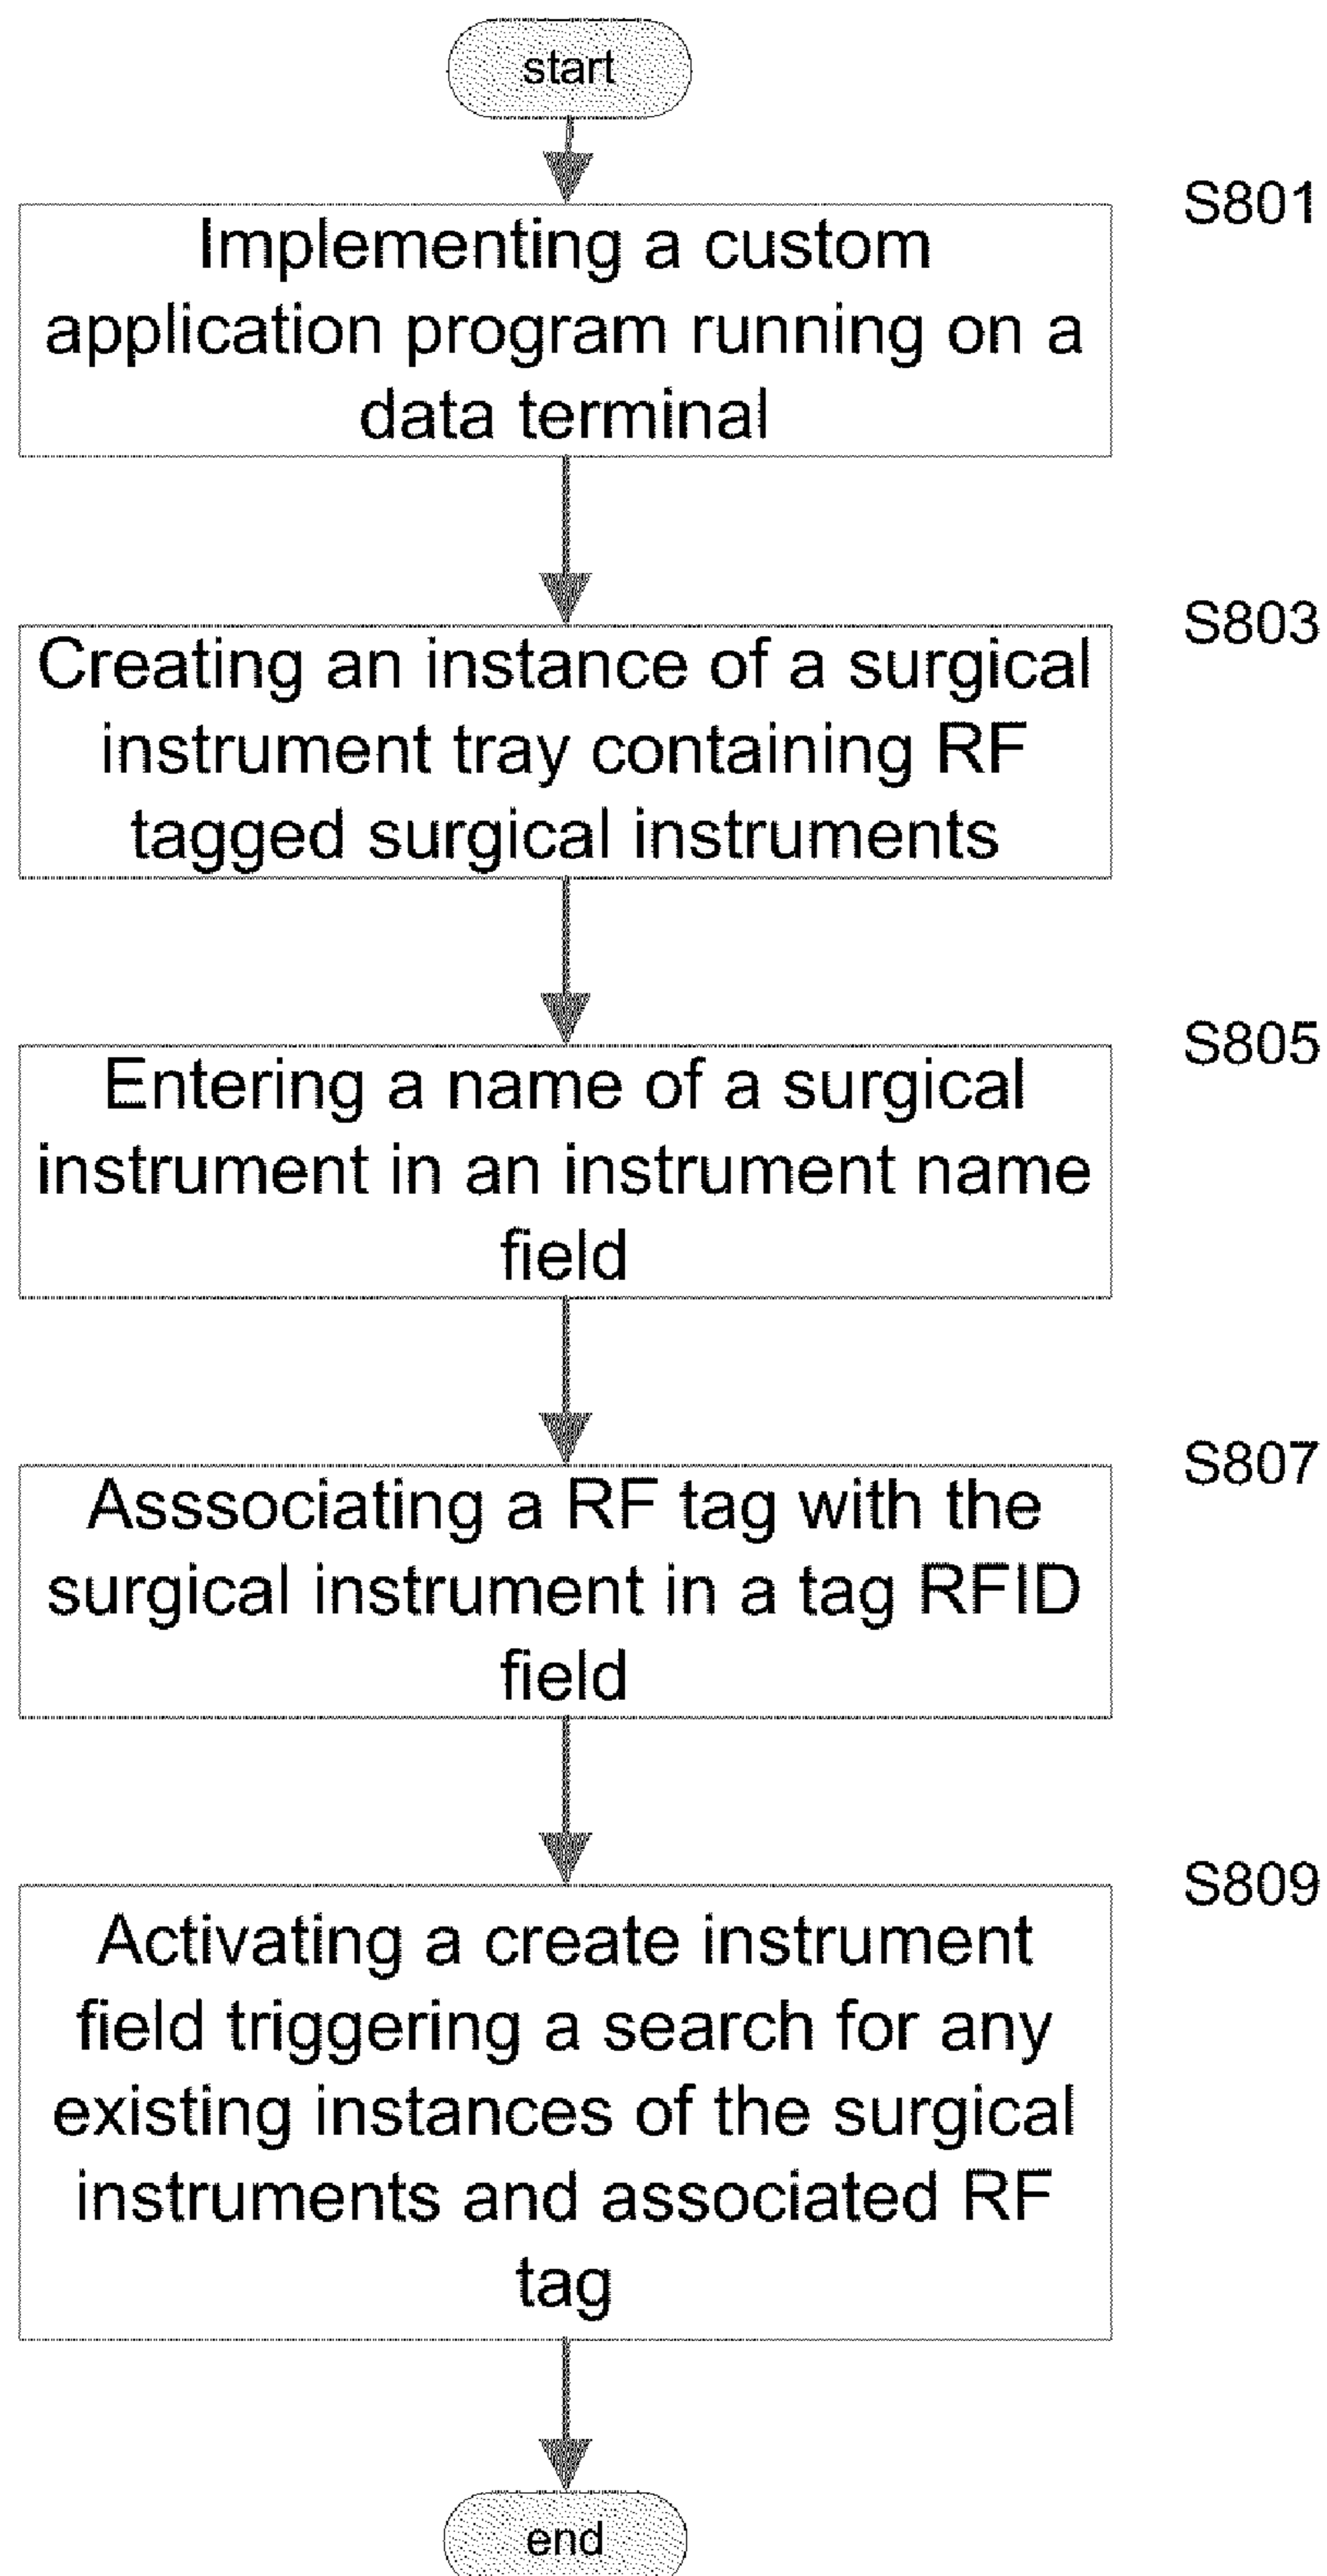 start
S801
Implementing a custom
application program running on a
data terminal
S803
Creating an instance of a surgical
instrument tray containing RF
tagged surgical instruments
S805
Entering a name of a surgical
instrument in an instrument name
field
S807
Asssociating a RF tag with the
surgical instrument in a tag RFID
field
S809
Activating a create instrument
field triggering a search for any
existing instances of the surgical
instruments and associated RF
tag
end